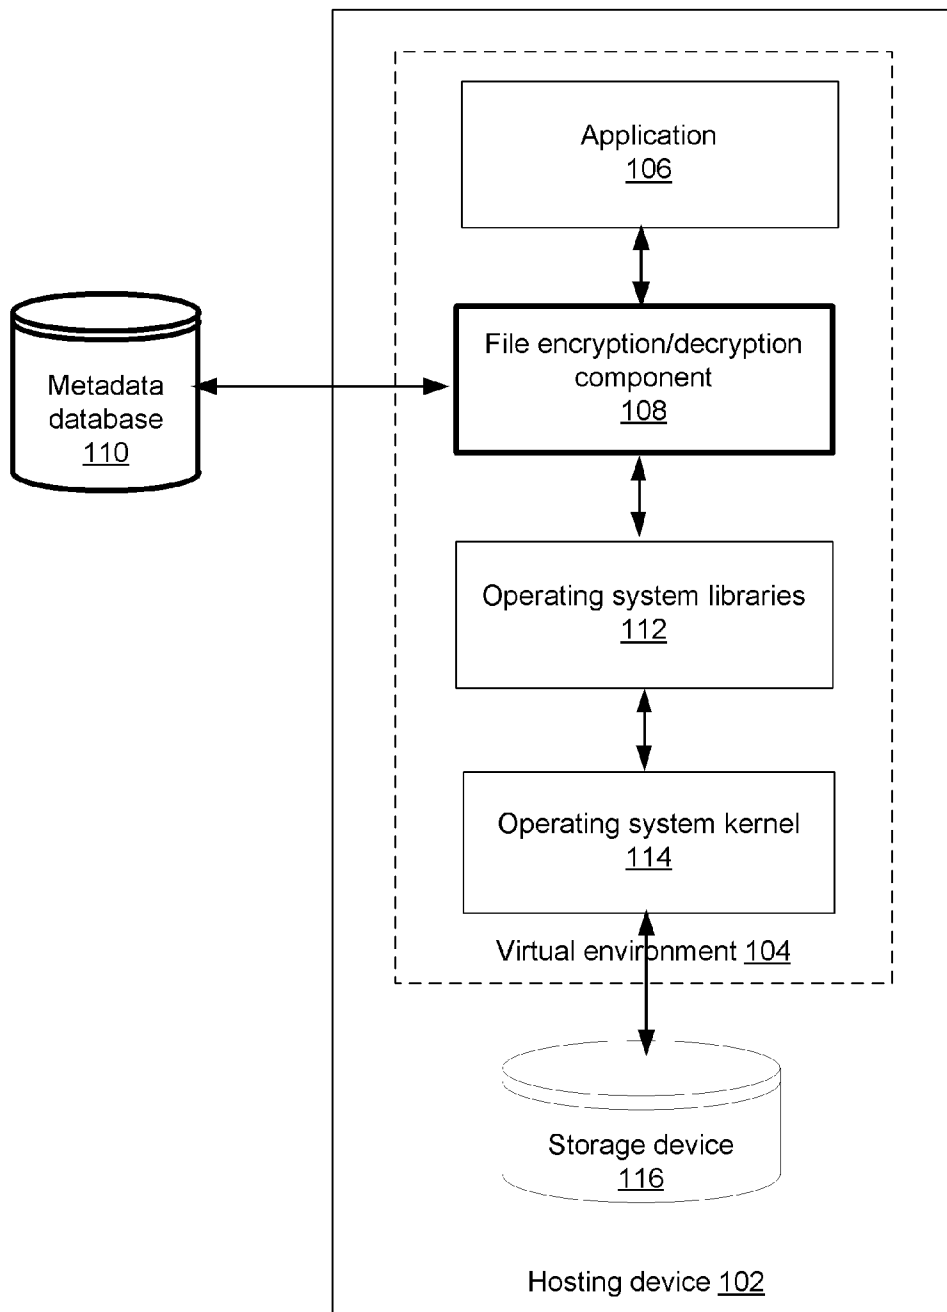 Application
106
File encryption/decryption
component
108
Metadata
database
110
Operating system libraries
112
Operating system kernel
114
Virtual environment 104
Storage device
116
Hosting device 102